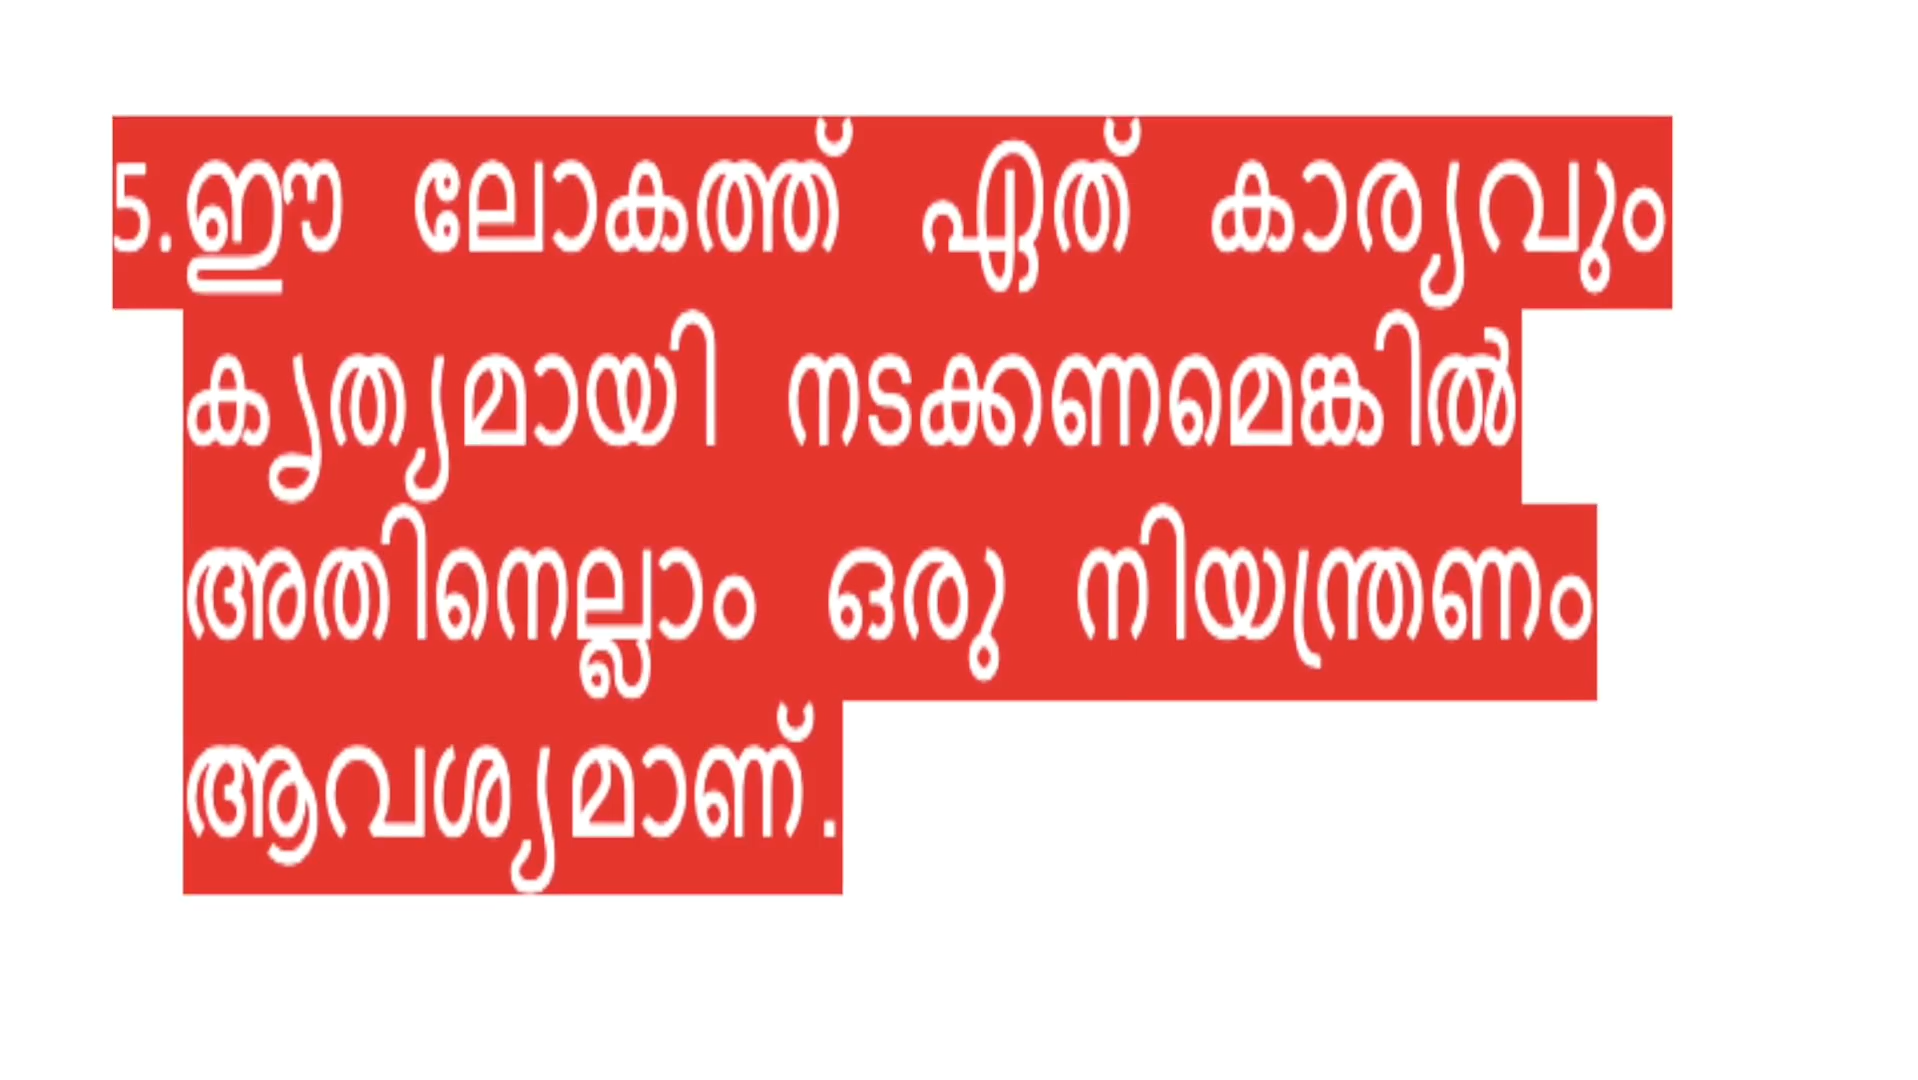 5.ഈ ലോകത്ത് ഏത് കാര്യവും
കൃത്യമായി നടക്കണമെങ്കിൽ
അതിനെല്ലാം ഒരു നിയന്ത്രണം
ആവശ്യമാണ്.